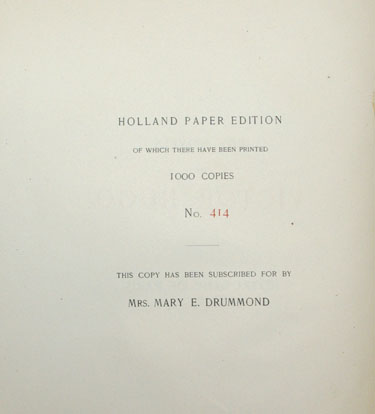 HOLLAND PAPER EDITION
OF WHICH THERE HAVE BEEN PRINTED
1000 COPIES
No. 414
THIS COPY HAS BEEN SUBSCRIBED FOR BY
MRS. MARY E. DRUMMOND